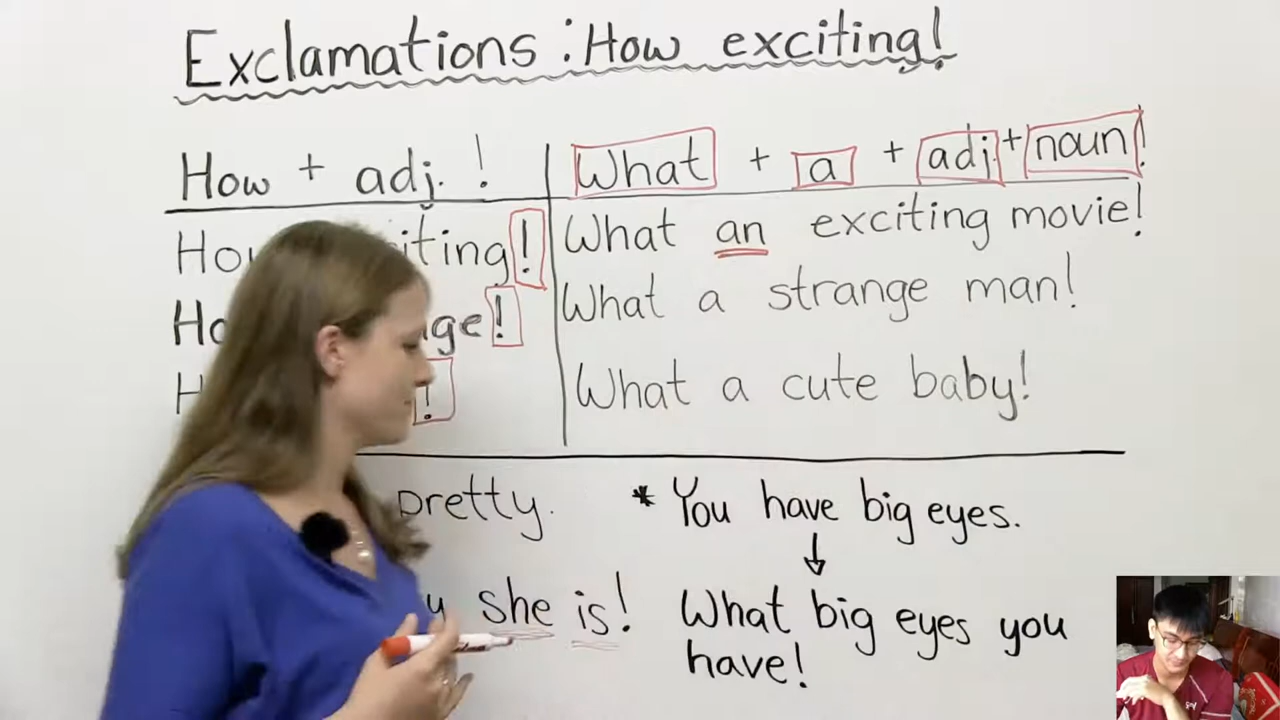 Exclamations : How exciting!
How + adj. !
What + a + adj. + noun!
What an exciting movie!
!
What a strange man!
!
What a cute baby!
pretty.
* You have big eyes.
she is!
What big eyes you
have!